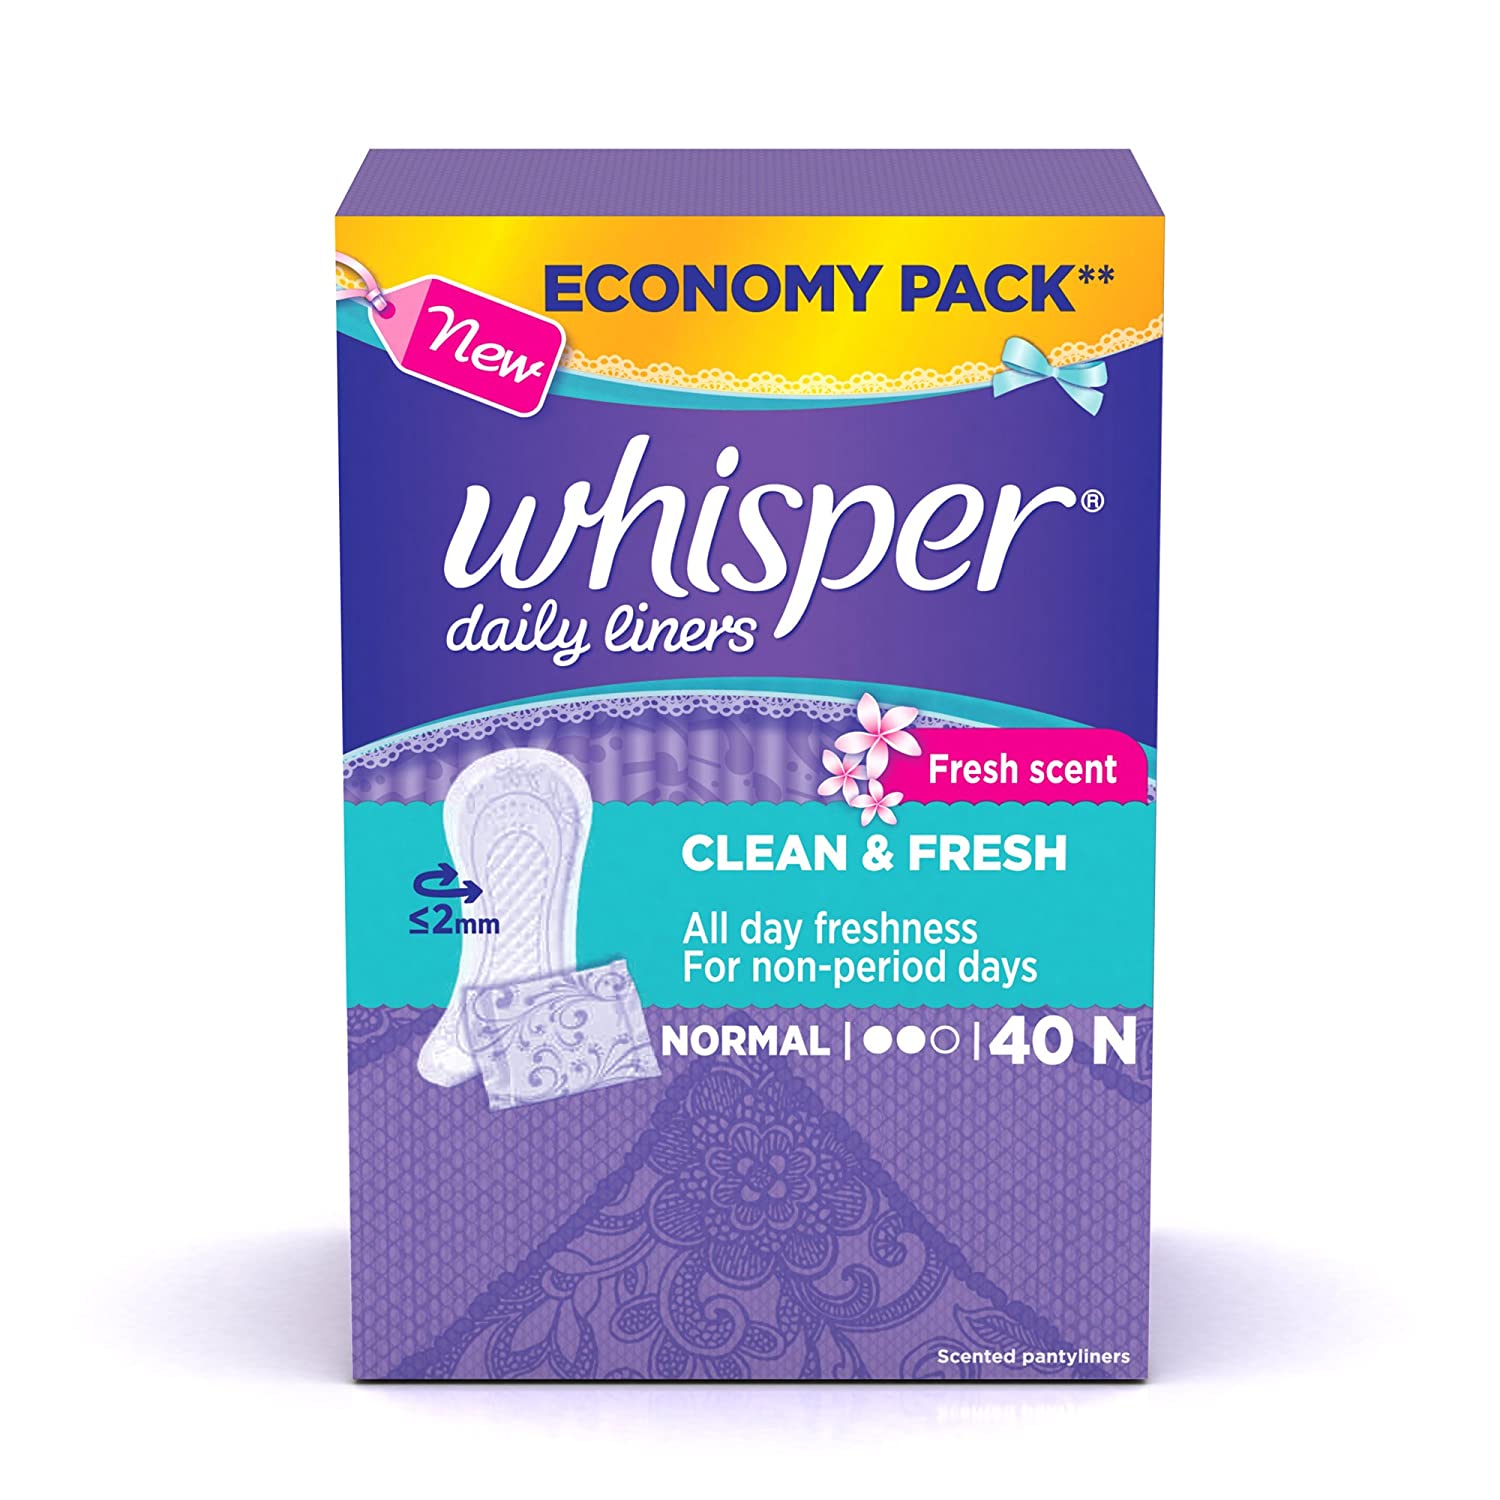 ECONOMY PACK**
New
whisper®
daily liners
Fresh scent
CLEAN & FRESH
≤2mm
All day freshness
For non-period days
NORMAL | | 40 N
Scented pantyliners